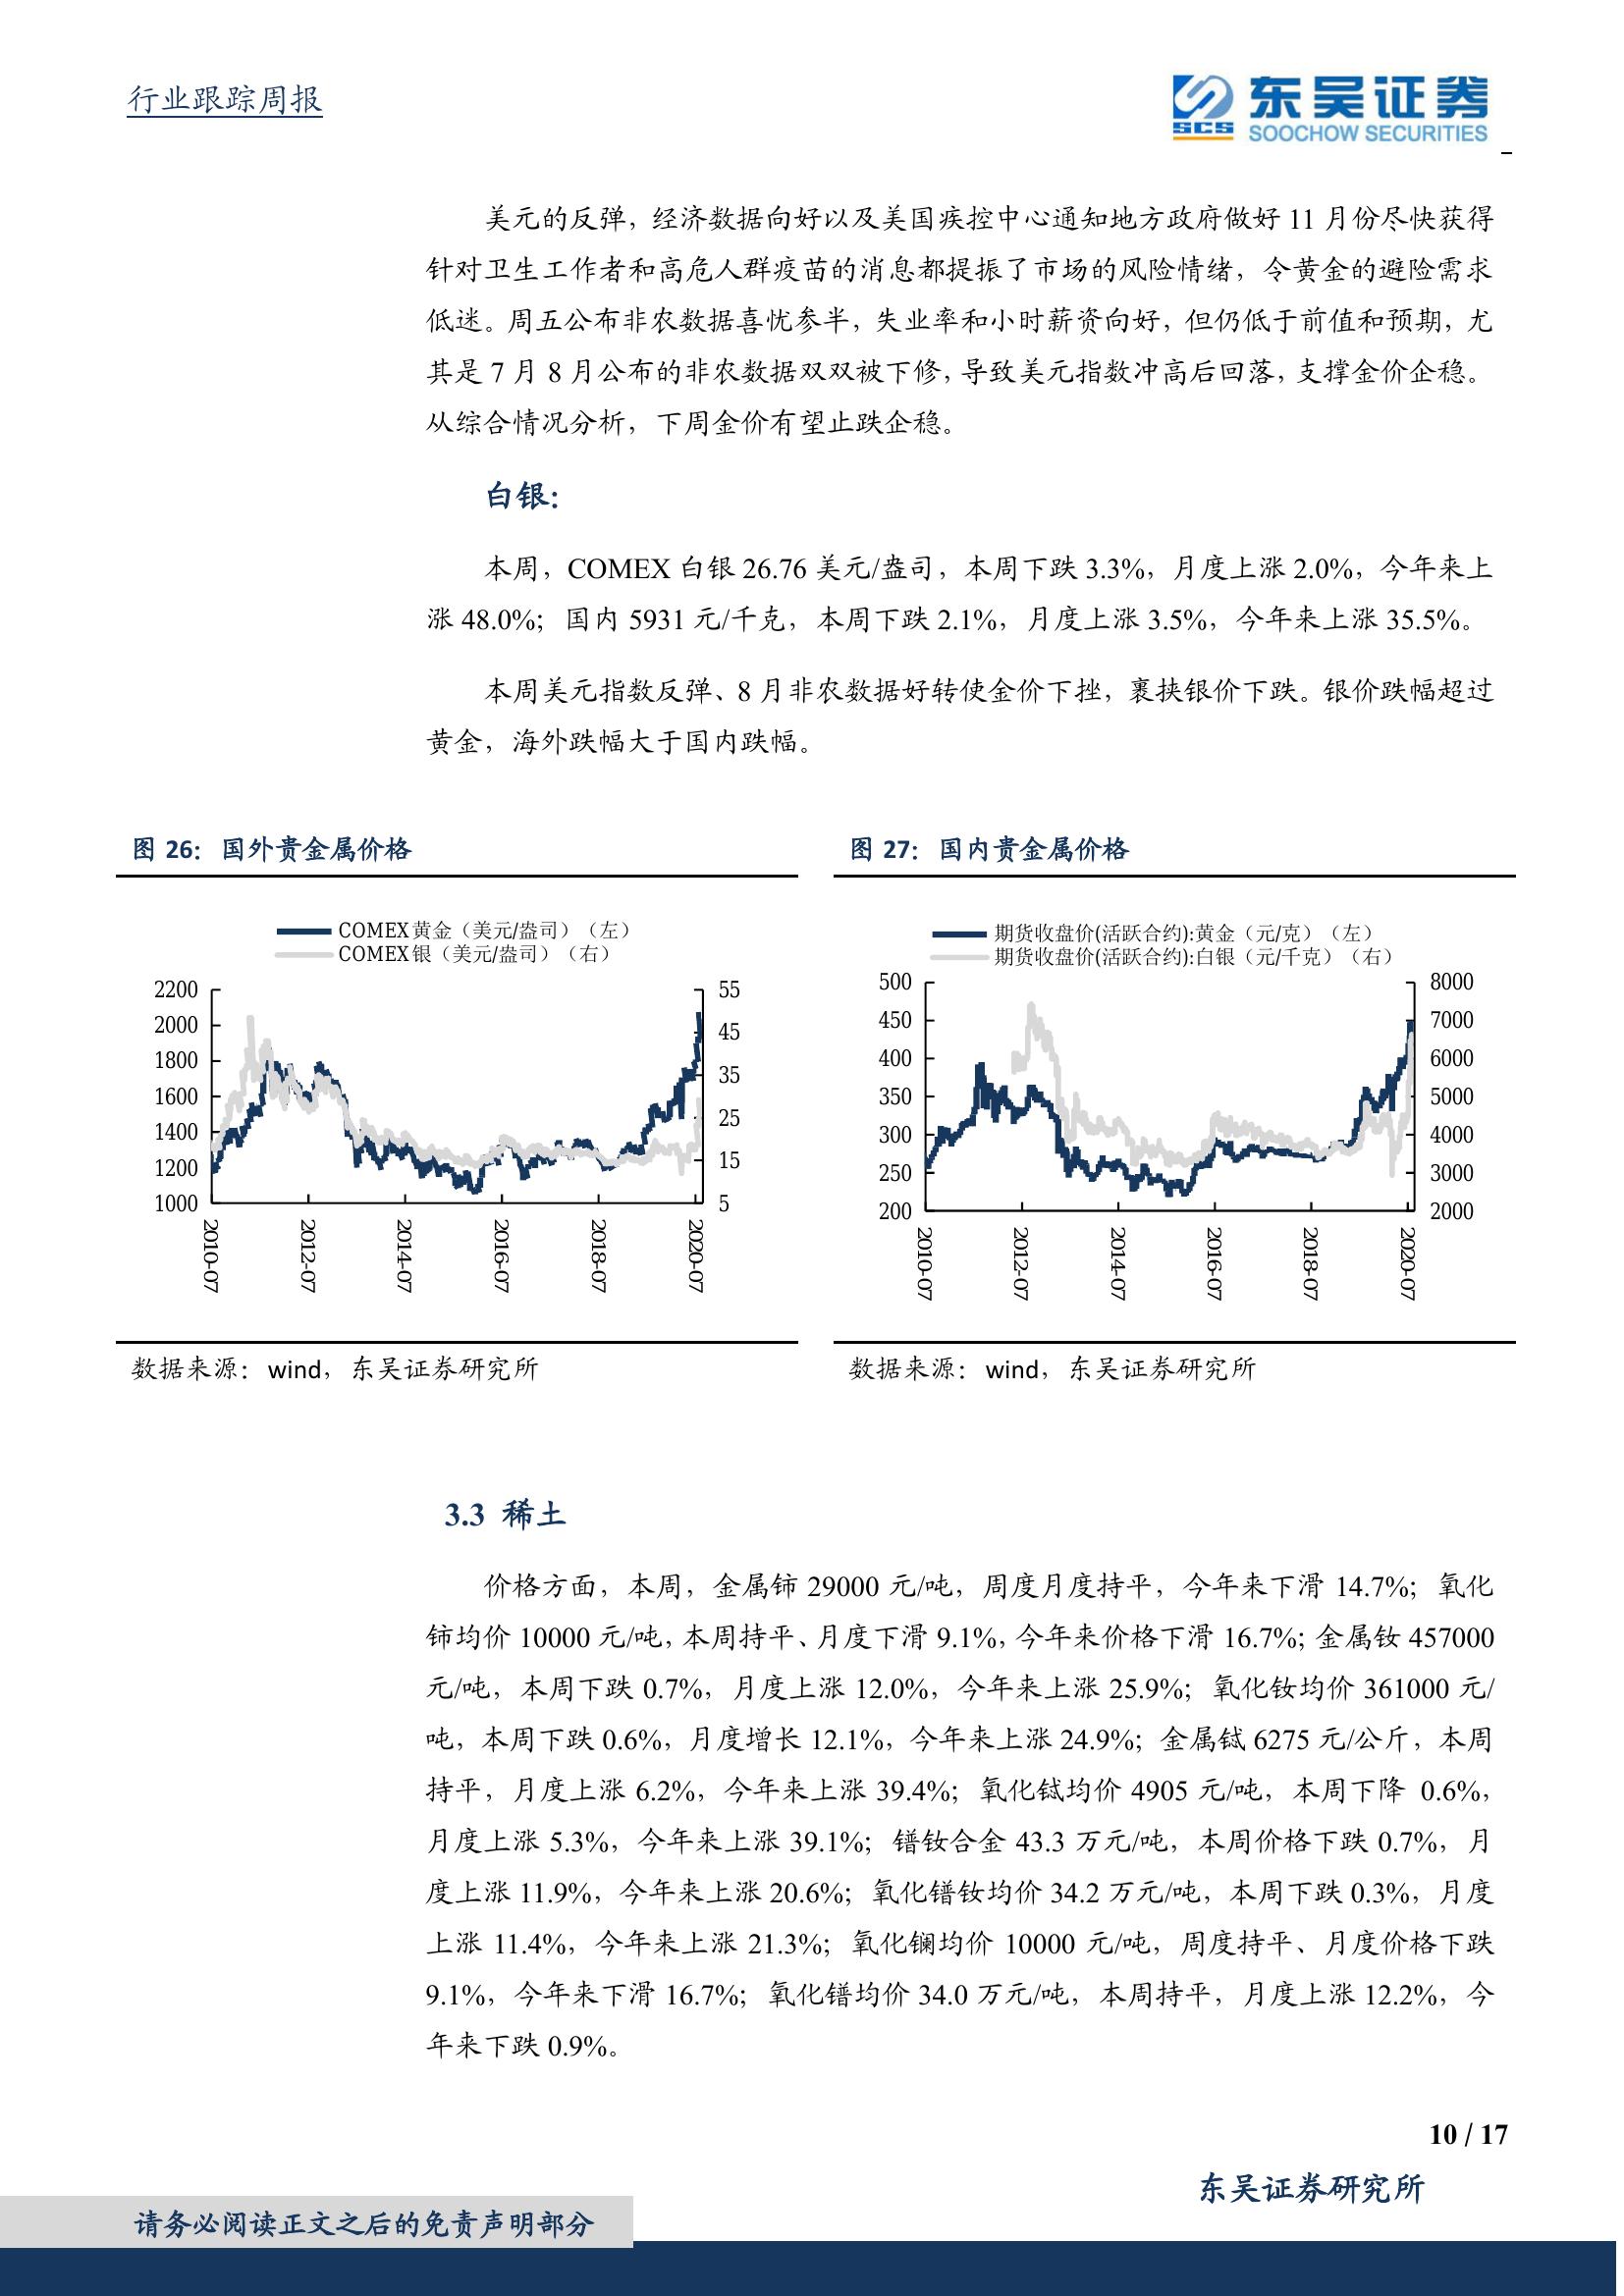 行业跟踪周报
东吴证券
SCS
SOOCHOW SECURITIES
美元的反弹，经济数据向好以及美国疾控中心通知地方政府做好 11 月份尽快获得
针对卫生工作者和高危人群疫苗的消息都提振了市场的风险情绪，令黄金的避险需求
低迷。周五公布非农数据喜忧参半，失业率和小时薪资向好，但仍低于前值和预期，尤
其是 7 月 8 月公布的非农数据双双被下修，导致美元指数冲高后回落，支撑金价企稳。
从综合情况分析，下周金价有望止跌企稳。
白银：
本周，COMEX 白银 26.76 美元/盎司，本周下跌 3.3%，月度上涨 2.0%，今年来上
涨 48.0%；国内 5931 元/千克，本周下跌 2.1%，月度上涨 3.5%，今年来上涨 35.5%。
本周美元指数反弹、8 月非农数据好转使金价下挫，裹挟银价下跌。银价跌幅超过
黄金，海外跌幅大于国内跌幅。
图 26：国外贵金属价格
COMEX黄金（美元/盎司）（左）
COMEX银（美元/盎司）（右）
2200
2000
1800
1600
1400
1200
1000
55
45
35
25
15
5
2010-07
2012-07
2014-07
2016-07
2018-07
2020-07
数据来源：wind，东吴证券研究所
图 27：国内贵金属价格
期货收盘价(活跃合约):黄金（元/克）（左）
期货收盘价(活跃合约):白银（元/千克）（右）
500
450
400
350
300
250
200
8000
7000
6000
5000
4000
3000
2000
2010-07
2012-07
2014-07
2016-07
2018-07
2020-07
数据来源：wind，东吴证券研究所
3.3 稀土
价格方面，本周，金属铈 29000 元/吨，周度月度持平，今年来下滑 14.7%；氧化
铈均价 10000 元/吨，本周持平、月度下滑 9.1%，今年来价格下滑 16.7%；金属钕 457000
元/吨，本周下跌 0.7%，月度上涨 12.0%，今年来上涨 25.9%；氧化钕均价 361000 元/
吨，本周下跌 0.6%，月度增长 12.1%，今年来上涨 24.9%；金属铽 6275 元/公斤，本周
持平，月度上涨 6.2%，今年来上涨 39.4%；氧化铽均价 4905 元/吨，本周下降 0.6%，
月度上涨 5.3%，今年来上涨 39.1%；镨钕合金 43.3 万元/吨，本周价格下跌 0.7%，月
度上涨 11.9%，今年来上涨 20.6%；氧化镨钕均价 34.2 万元/吨，本周下跌 0.3%，月度
上涨 11.4%，今年来上涨 21.3%；氧化镧均价 10000 元/吨，周度持平、月度价格下跌
9.1%，今年来下滑 16.7%；氧化镨均价 34.0 万元/吨，本周持平，月度上涨 12.2%，今
年来下跌 0.9%。
10 / 17
东吴证券研究所
请务必阅读正文之后的免责声明部分